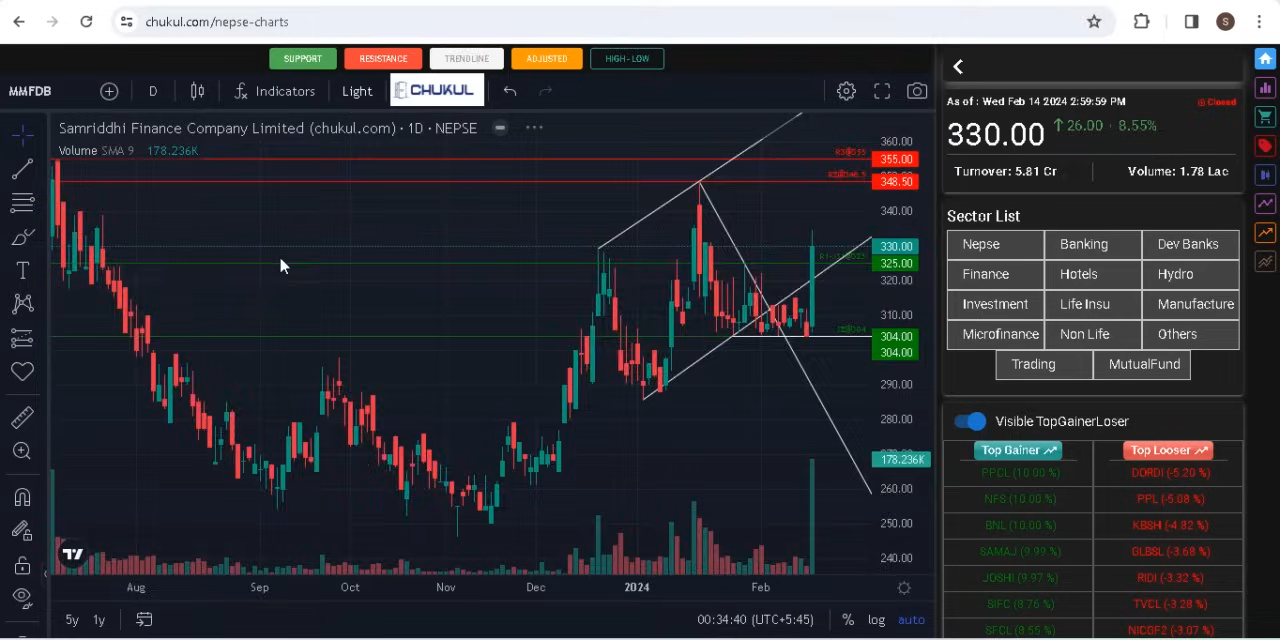 chukul.com/nepse-charts
S
SUPPORT RESISTANCE TRENDLINE ADJUSTED HIGH-LOW
MMFDB D Indicators Light CHUKUL
Samriddhi Finance Company Limited (chukul.com) · 1D · NEPSE
Volume SMA 9 178.236K
360.00
355.00
348.50
340.00
330.00
325.00
320.00
310.00
304.00
304.00
290.00
280.00
178.236K
260.00
250.00
240.00
Aug Sep Oct Nov Dec 2024 Feb
5y 1y 00:34:40 (UTC+5:45) % log auto
As of : Wed Feb 14 2024 2:59:59 PM Closed
330.00 26.00 · 8.55%
Turnover: 5.81 Cr Volume: 1.78 Lac
Sector List
Nepse Banking Dev Banks
Finance Hotels Hydro
Investment Life Insu Manufacture
Microfinance Non Life Others
Trading MutualFund
Visible TopGainerLoser
Top Gainer Top Looser
PPCL (10.00 %) DORDI (-5.20 %)
NFS (10.00 %) PPL (-5.08 %)
BNL (10.00 %) KBSH (-4.82 %)
SAMAJ (9.99 %) GLBSL (-3.68 %)
JOSHI (9.97 %) RIDI (-3.32 %)
SIFC (8.76 %) TVCL (-3.28 %)
SFCL (8.55 %) NICGF2 (-3.07 %)